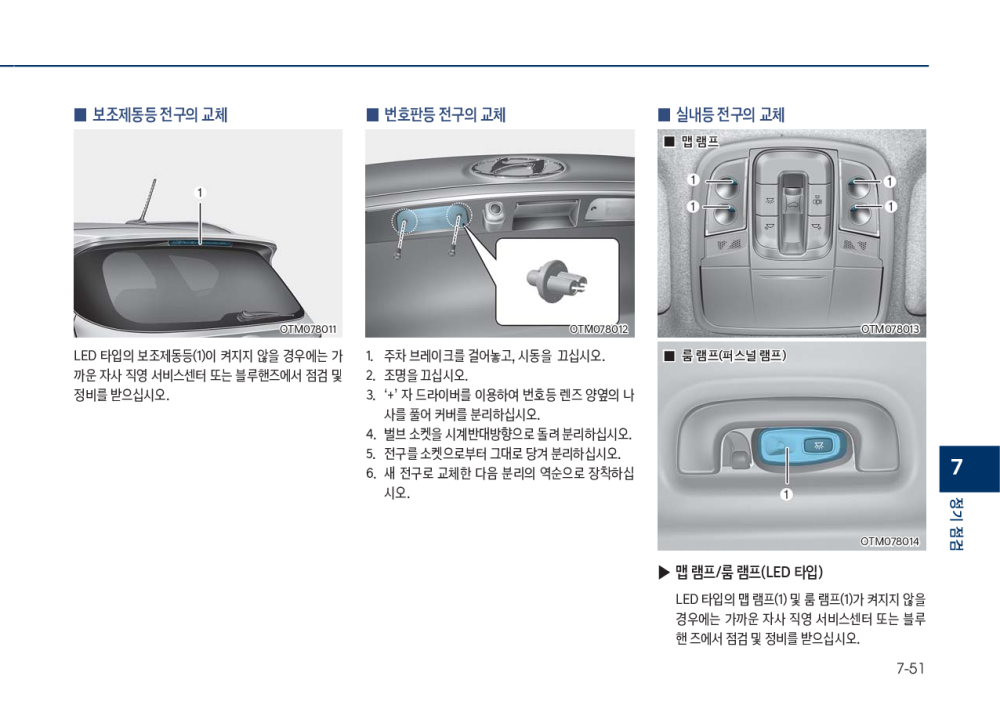 ■ 보조제동등 전구의 교체
1
OTM078011
LED 타입의 보조제동등(1)이 켜지지 않을 경우에는 가
까운 자사 직영 서비스센터 또는 블루핸즈에서 점검 및
정비를 받으십시오.
■ 번호판등 전구의 교체
OTM078012
1. 주차 브레이크를 걸어놓고, 시동을 끄십시오.
2. 조명을 끄십시오.
3. ‘+’ 자 드라이버를 이용하여 번호등 렌즈 양옆의 나
사를 풀어 커버를 분리하십시오.
4. 벌브 소켓을 시계반대방향으로 돌려 분리하십시오.
5. 전구를 소켓으로부터 그대로 당겨 분리하십시오.
6. 새 전구로 교체한 다음 분리의 역순으로 장착하십
시오.
■ 실내등 전구의 교체
■ 맵 램프
1 1
1 1
OTM078013
■ 룸 램프(퍼스널 램프)
1
OTM078014
▶ 맵 램프/룸 램프(LED 타입)
LED 타입의 맵 램프(1) 및 룸 램프(1)가 켜지지 않을
경우에는 가까운 자사 직영 서비스센터 또는 블루
핸 즈에서 점검 및 정비를 받으십시오.
7
정기 점검
7-51